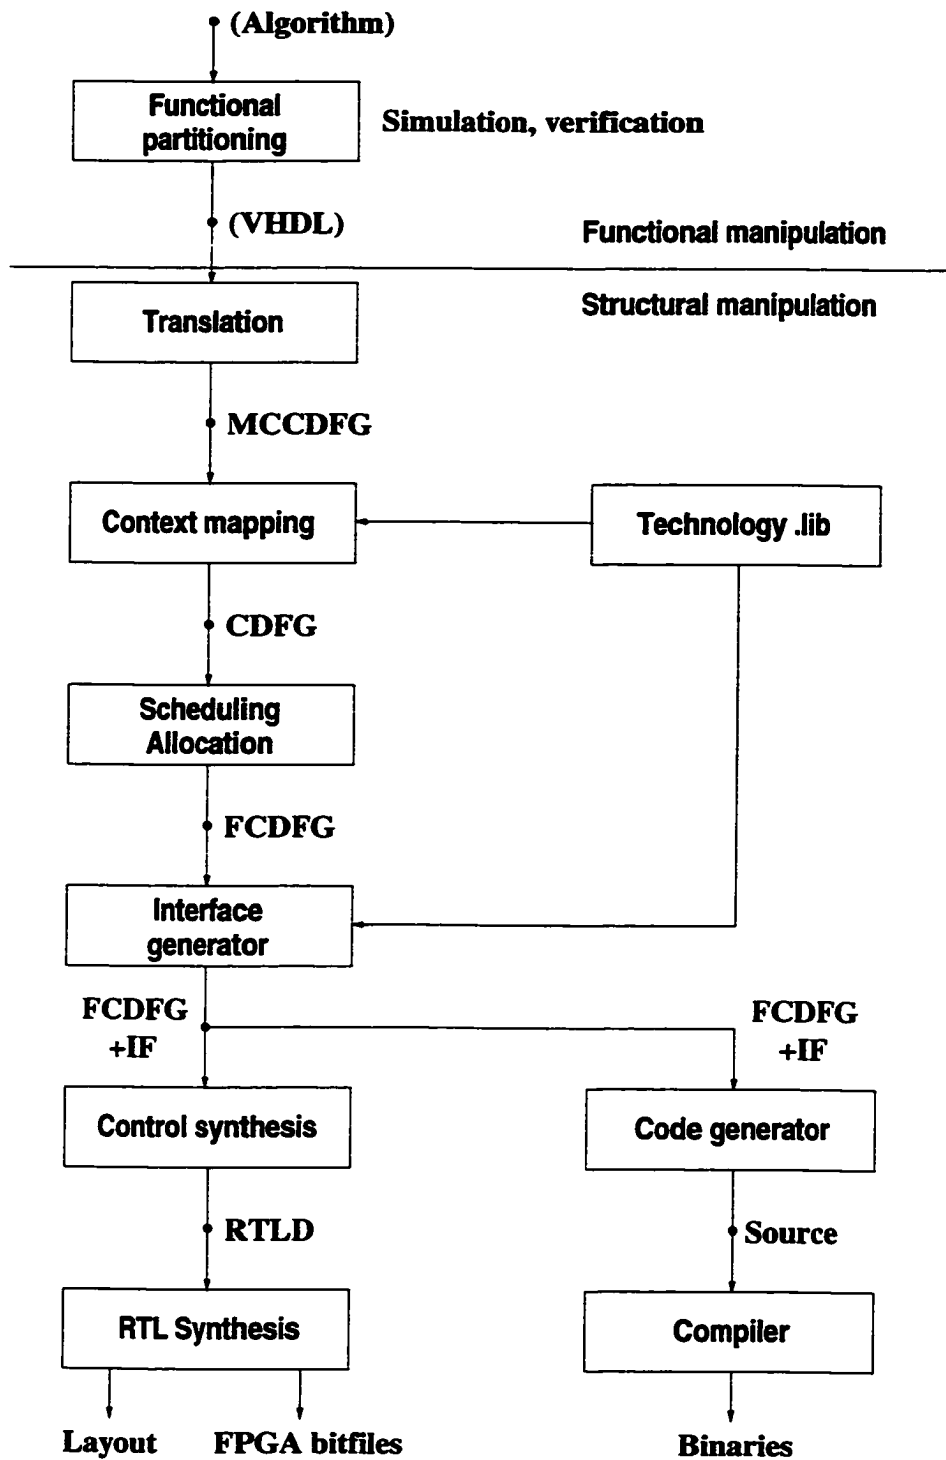 (Algorithm)
Functional
partitioning
Simulation, verification
(VHDL)
Functional manipulation
Structural manipulation
Translation
MCCDFG
Context mapping
Technology .lib
CDFG
Scheduling
Allocation
FCDFG
Interface
generator
FCDFG
+IF
FCDFG
+IF
Control synthesis
Code generator
RTLD
Source
RTL Synthesis
Compiler
Layout
FPGA bitfiles
Binaries